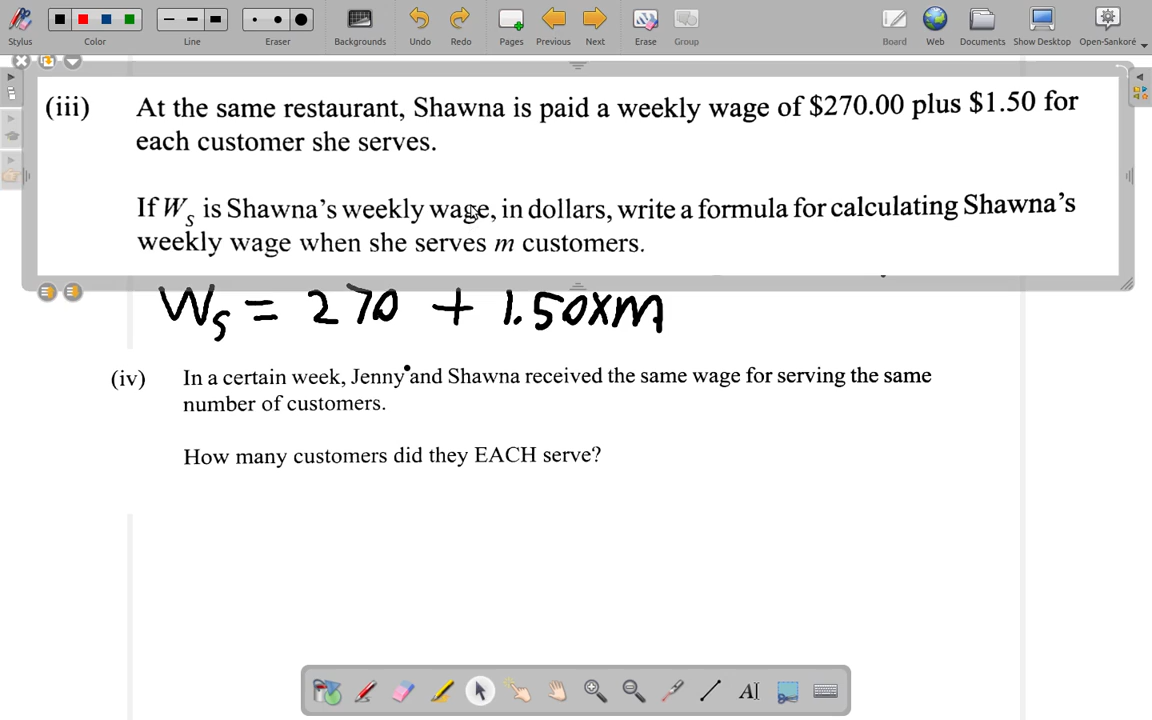 Stylus Color Line Eraser Backgrounds Undo Redo Pages Previous Next Erase Group Board Web Documents Show Desktop Open-Sankoré
(iii) At the same restaurant, Shawna is paid a weekly wage of $270.00 plus $1.50 for
each customer she serves.
If Ws is Shawna's weekly wage, in dollars, write a formula for calculating Shawna's
weekly wage when she serves m customers.
Ws = 270 + 1.50xm
(iv) In a certain week, Jenny and Shawna received the same wage for serving the same
number of customers.
How many customers did they EACH serve?
AI